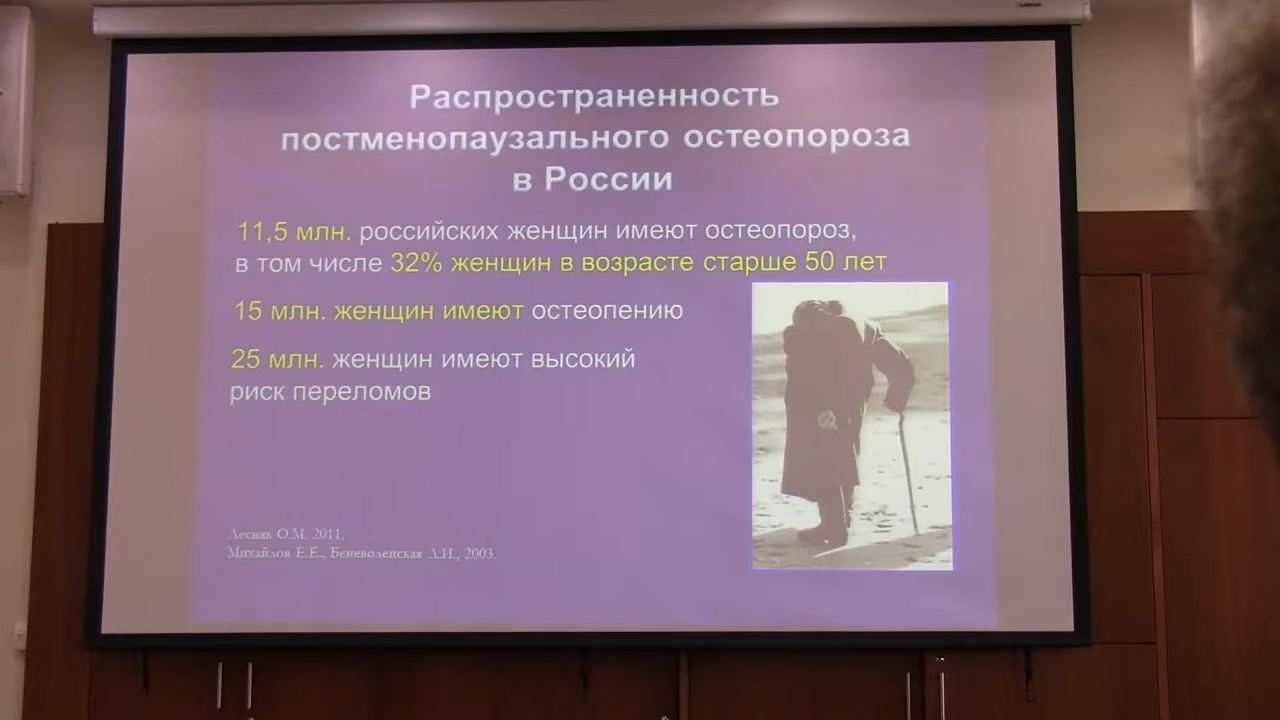 Распространенность
постменопаузального остеопороза
в России
11,5 млн. российских женщин имеют остеопороз,
в том числе 32% женщин в возрасте старше 50 лет
15 млн. женщин имеют остеопению
25 млн. женщин имеют высокий
риск переломов
Лесняк О.М. 2011.
Михайлов Е.Е., Беневоленская Л.И., 2003.